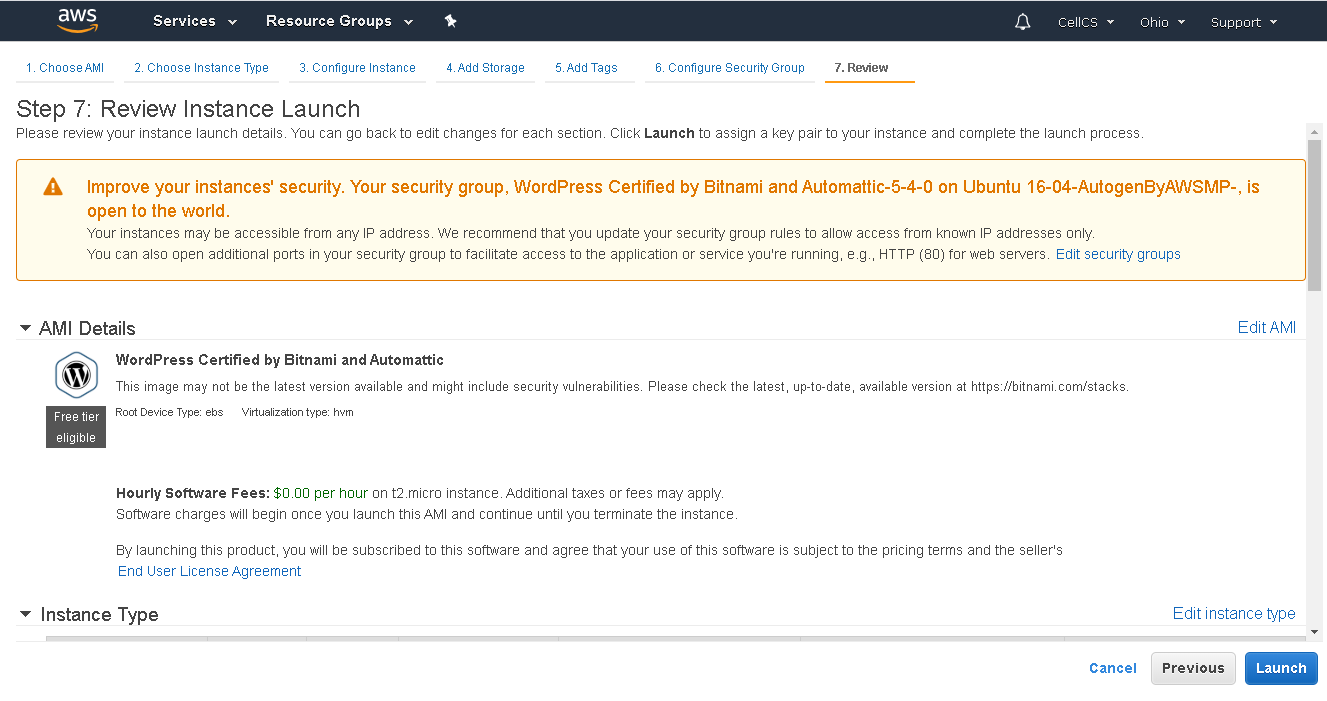 aws Services Resource Groups CellCS Ohio Support
1. Choose AMI 2. Choose Instance Type 3. Configure Instance 4. Add Storage 5. Add Tags 6. Configure Security Group 7. Review
Step 7: Review Instance Launch
Please review your instance launch details. You can go back to edit changes for each section. Click Launch to assign a key pair to your instance and complete the launch process.
Improve your instances' security. Your security group, WordPress Certified by Bitnami and Automattic-5-4-0 on Ubuntu 16-04-AutogenByAWSMP-, is
open to the world.
Your instances may be accessible from any IP address. We recommend that you update your security group rules to allow access from known IP addresses only.
You can also open additional ports in your security group to facilitate access to the application or service you're running, e.g., HTTP (80) for web servers. Edit security groups
AMI Details Edit AMI
WordPress Certified by Bitnami and Automattic
This image may not be the latest version available and might include security vulnerabilities. Please check the latest, up-to-date, available version at https://bitnami.com/stacks.
Root Device Type: ebs Virtualization type: hvm
Free tier
eligible
Hourly Software Fees: $0.00 per hour on t2.micro instance. Additional taxes or fees may apply.
Software charges will begin once you launch this AMI and continue until you terminate the instance.
By launching this product, you will be subscribed to this software and agree that your use of this software is subject to the pricing terms and the seller's
End User License Agreement
Instance Type Edit instance type
Cancel Previous Launch